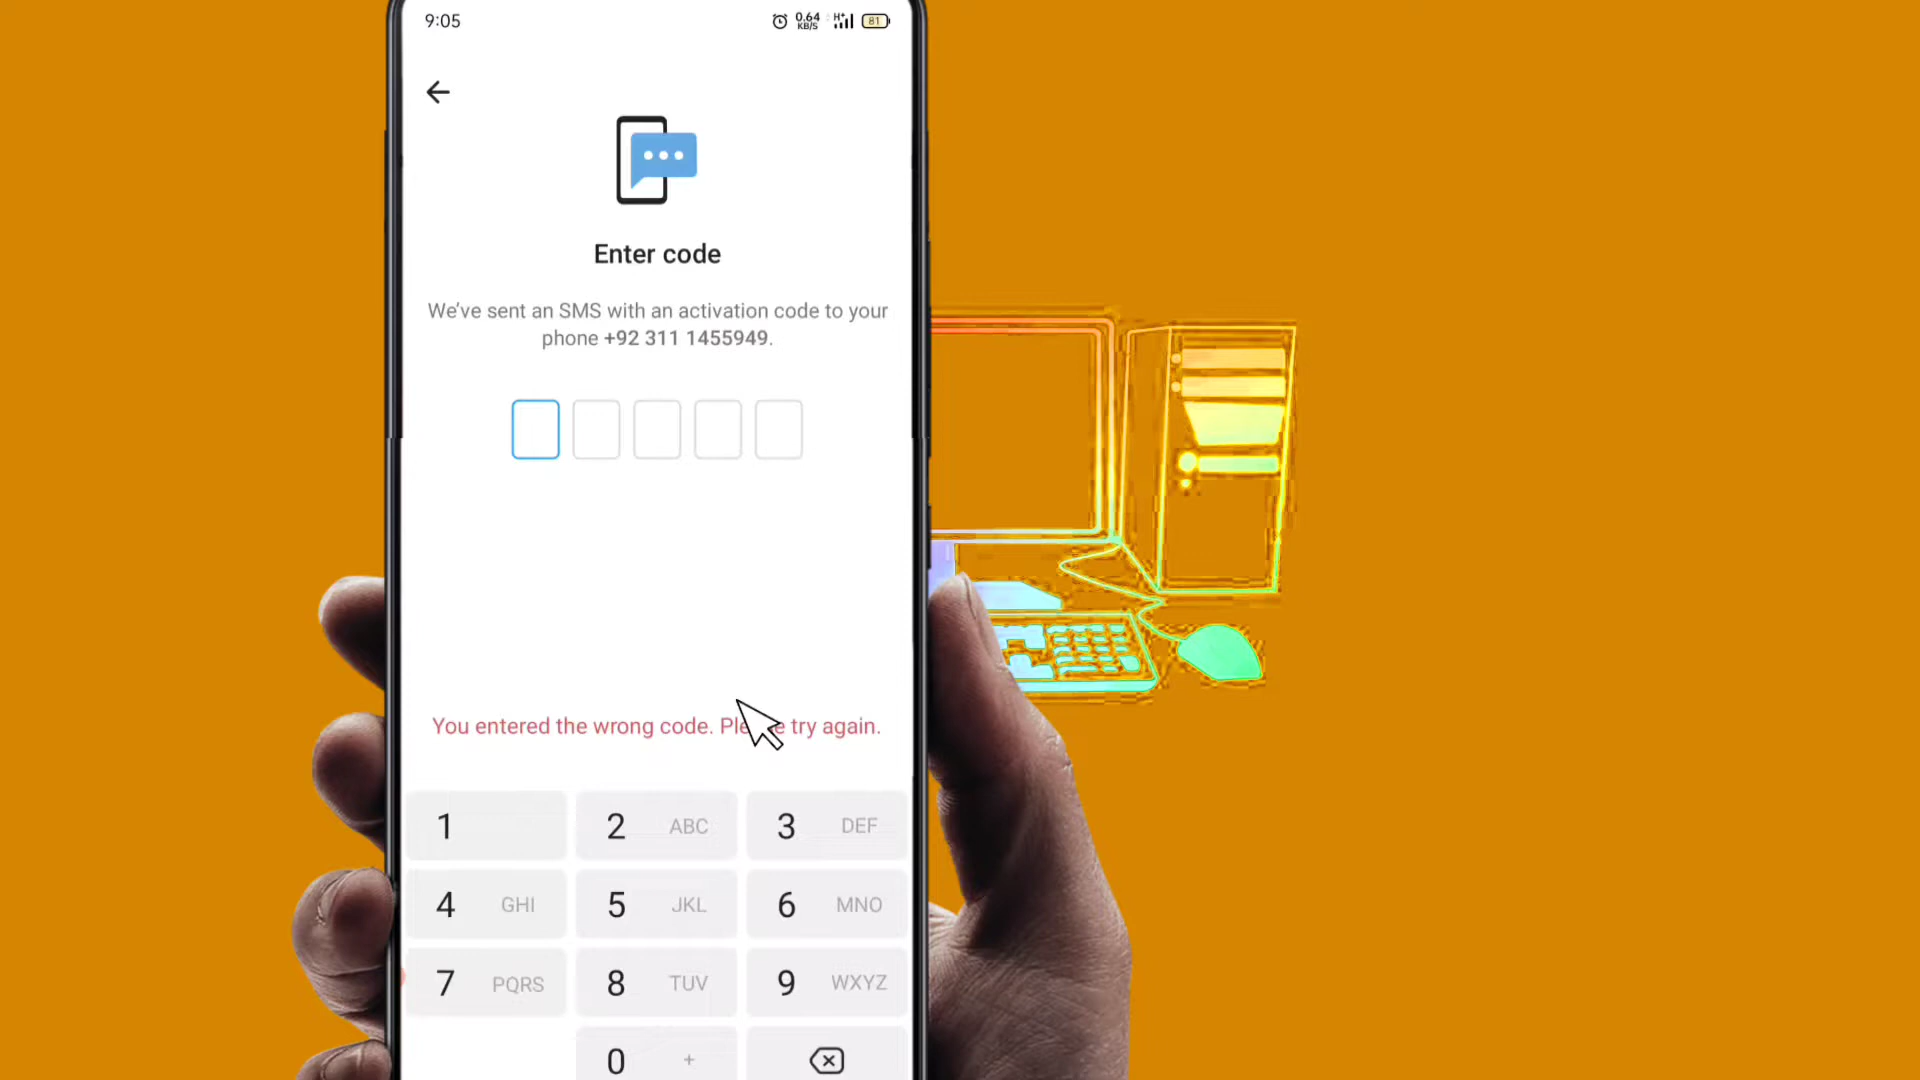 9:05
0.64
KB/S
H+
81
Enter code
We’ve sent an SMS with an activation code to your
phone +92 311 1455949.
You entered the wrong code. Ple e try again.
1
2 ABC
3 DEF
4 GHI
5 JKL
6 MNO
7 PQRS
8 TUV
9 WXYZ
0 +